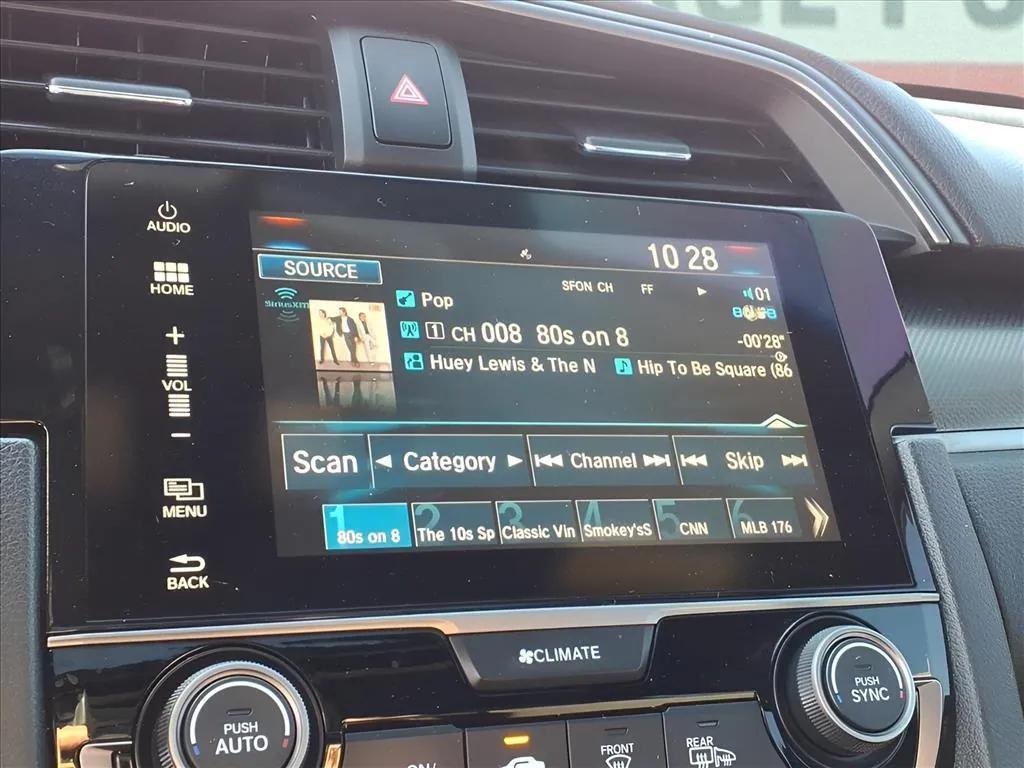 AUDIO
HOME
VOL
MENU
BACK
10 28
SOURCE
SFON CH FF
01
siriusxm
Pop
1 CH 008 80s on 8
-00'28"
Huey Lewis & The N Hip To Be Square (86
Scan Category Channel Skip
1 2 3 4 5 6
80s on 8 The 10s Sp Classic Vin Smokey'sS CNN MLB 176
CLIMATE
PUSH
AUTO
PUSH
SYNC
ON/
FRONT
REAR